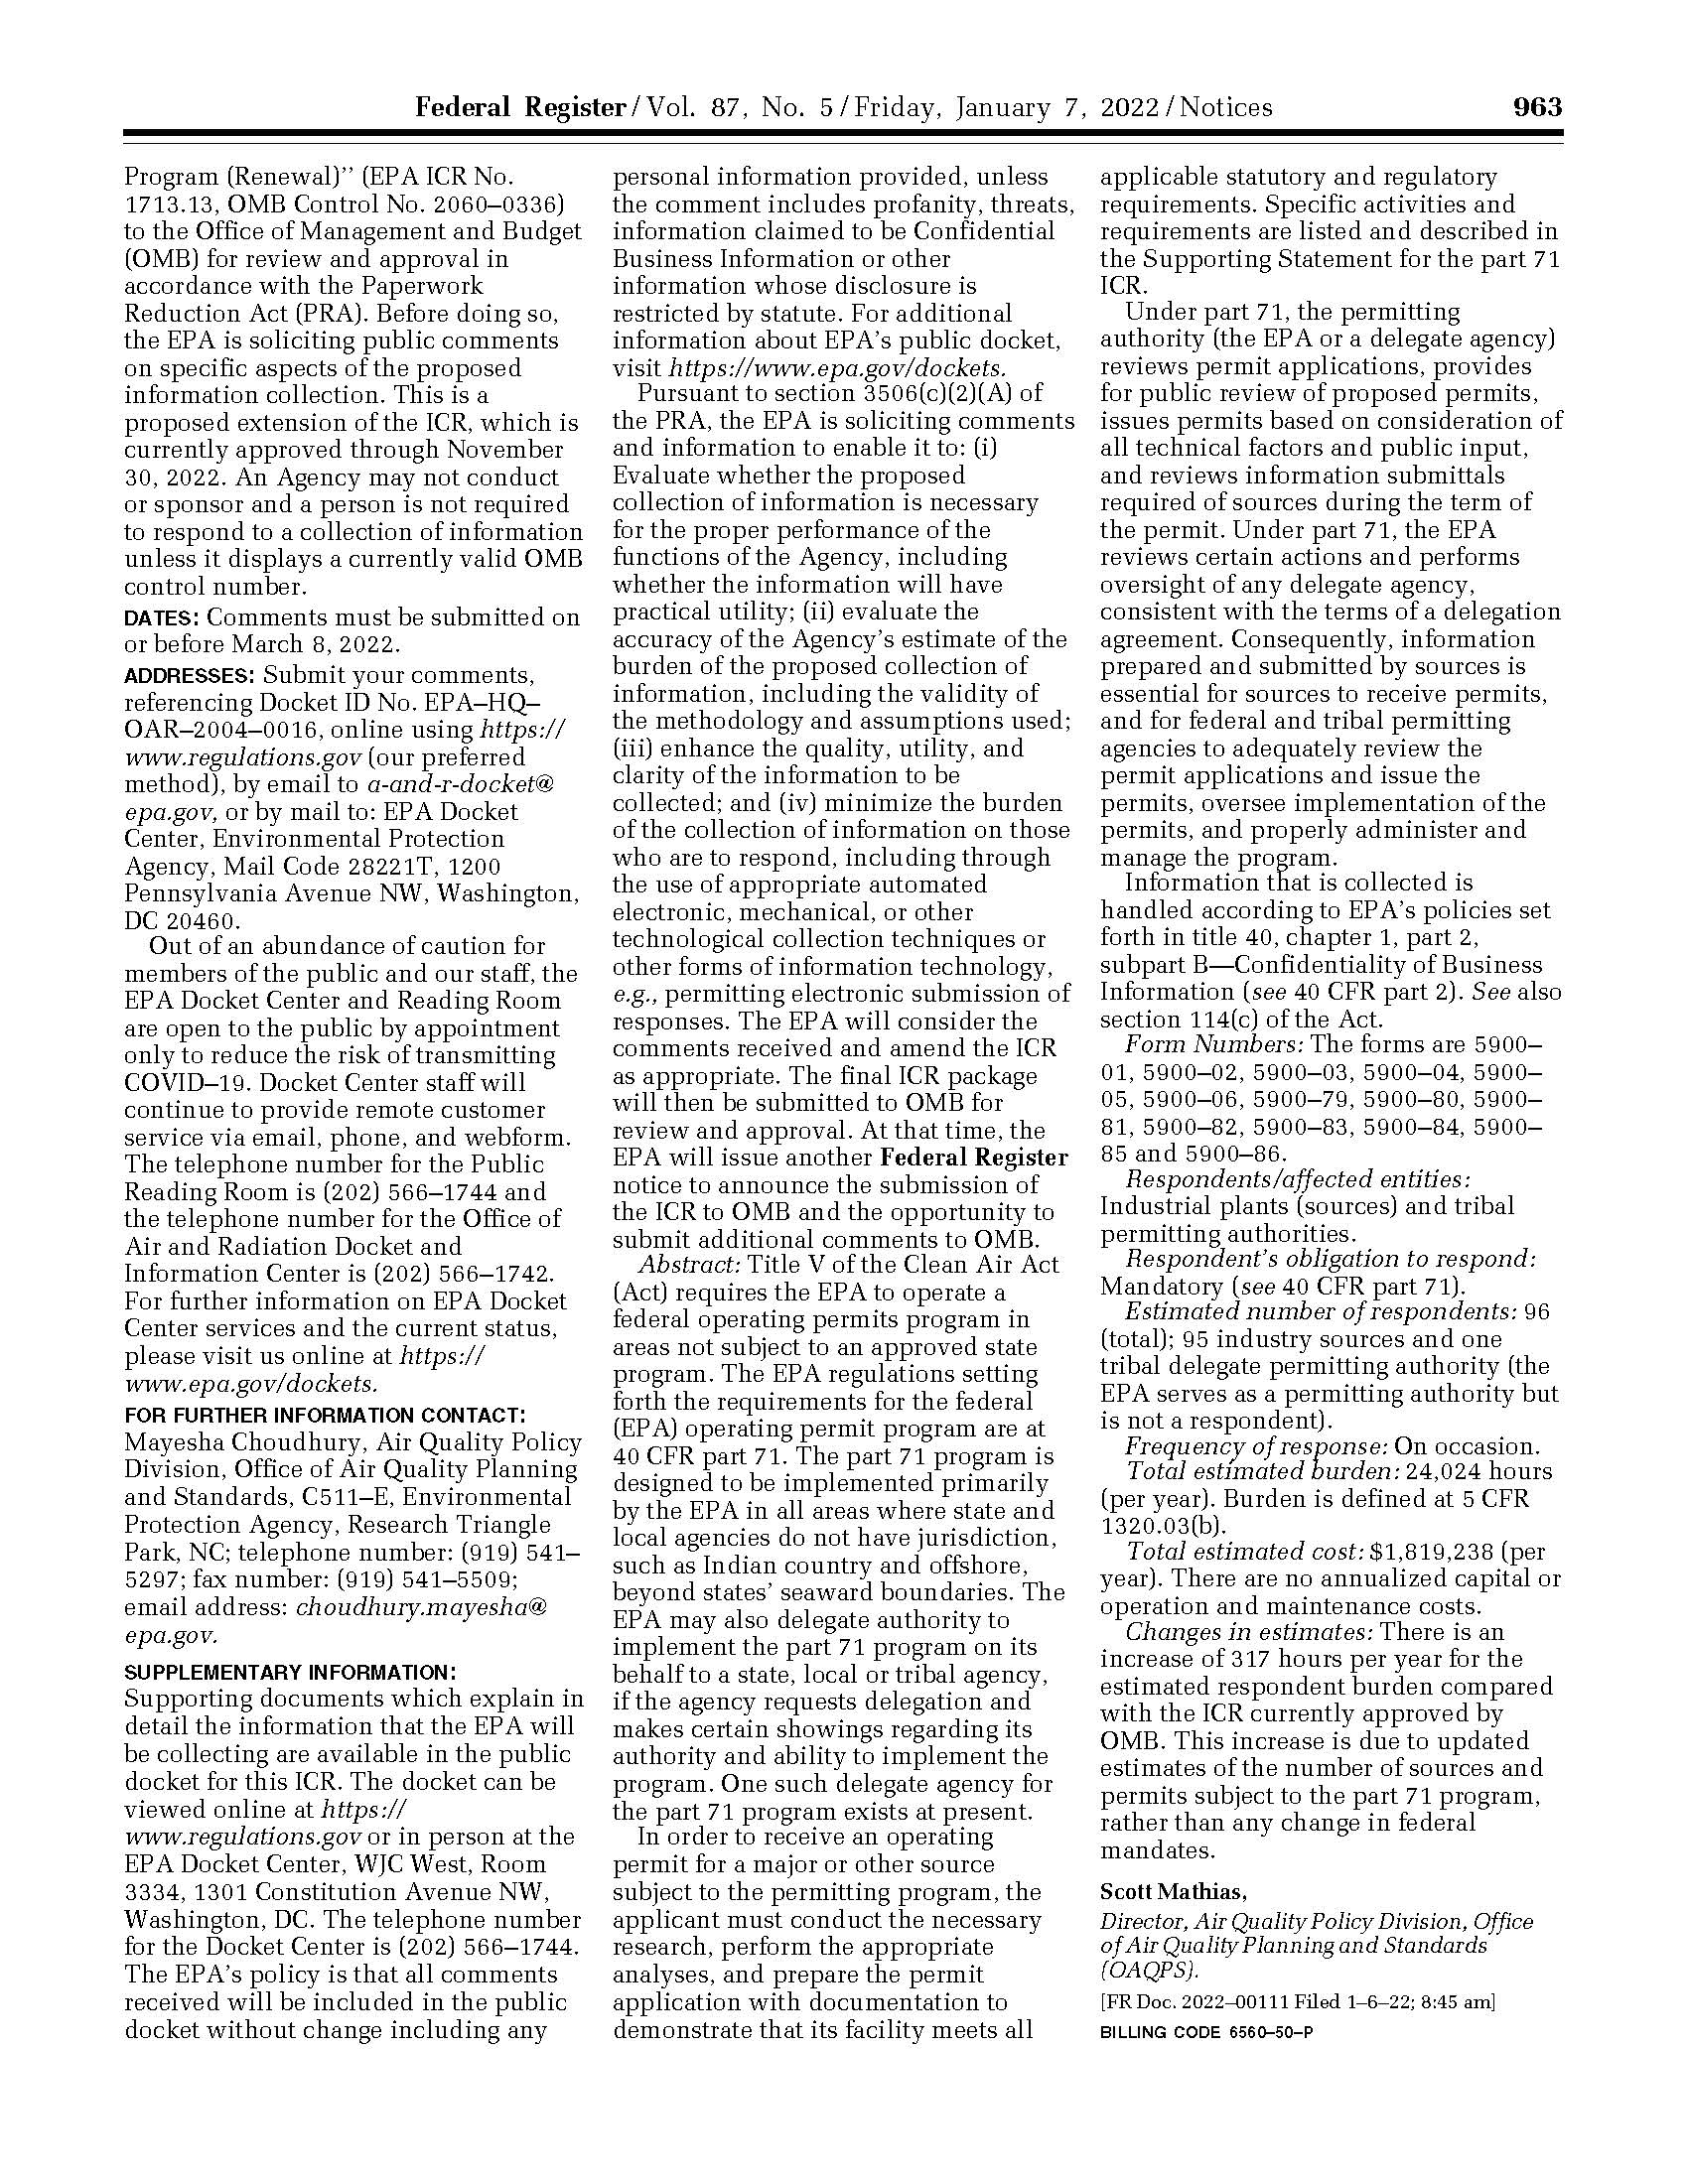 Federal Register / Vol. 87, No. 5 / Friday, January 7, 2022 / Notices 963
Program (Renewal)’’ (EPA ICR No.
1713.13, OMB Control No. 2060–0336)
to the Office of Management and Budget
(OMB) for review and approval in
accordance with the Paperwork
Reduction Act (PRA). Before doing so,
the EPA is soliciting public comments
on specific aspects of the proposed
information collection. This is a
proposed extension of the ICR, which is
currently approved through November
30, 2022. An Agency may not conduct
or sponsor and a person is not required
to respond to a collection of information
unless it displays a currently valid OMB
control number.
DATES: Comments must be submitted on
or before March 8, 2022.
ADDRESSES: Submit your comments,
referencing Docket ID No. EPA–HQ–
OAR–2004–0016, online using https://
www.regulations.gov (our preferred
method), by email to a-and-r-docket@
epa.gov, or by mail to: EPA Docket
Center, Environmental Protection
Agency, Mail Code 28221T, 1200
Pennsylvania Avenue NW, Washington,
DC 20460.
Out of an abundance of caution for
members of the public and our staff, the
EPA Docket Center and Reading Room
are open to the public by appointment
only to reduce the risk of transmitting
COVID–19. Docket Center staff will
continue to provide remote customer
service via email, phone, and webform.
The telephone number for the Public
Reading Room is (202) 566–1744 and
the telephone number for the Office of
Air and Radiation Docket and
Information Center is (202) 566–1742.
For further information on EPA Docket
Center services and the current status,
please visit us online at https://
www.epa.gov/dockets.
FOR FURTHER INFORMATION CONTACT:
Mayesha Choudhury, Air Quality Policy
Division, Office of Air Quality Planning
and Standards, C511–E, Environmental
Protection Agency, Research Triangle
Park, NC; telephone number: (919) 541–
5297; fax number: (919) 541–5509;
email address: choudhury.mayesha@
epa.gov.
SUPPLEMENTARY INFORMATION:
Supporting documents which explain in
detail the information that the EPA will
be collecting are available in the public
docket for this ICR. The docket can be
viewed online at https://
www.regulations.gov or in person at the
EPA Docket Center, WJC West, Room
3334, 1301 Constitution Avenue NW,
Washington, DC. The telephone number
for the Docket Center is (202) 566–1744.
The EPA’s policy is that all comments
received will be included in the public
docket without change including any
personal information provided, unless
the comment includes profanity, threats,
information claimed to be Confidential
Business Information or other
information whose disclosure is
restricted by statute. For additional
information about EPA’s public docket,
visit https://www.epa.gov/dockets.
Pursuant to section 3506(c)(2)(A) of
the PRA, the EPA is soliciting comments
and information to enable it to: (i)
Evaluate whether the proposed
collection of information is necessary
for the proper performance of the
functions of the Agency, including
whether the information will have
practical utility; (ii) evaluate the
accuracy of the Agency’s estimate of the
burden of the proposed collection of
information, including the validity of
the methodology and assumptions used;
(iii) enhance the quality, utility, and
clarity of the information to be
collected; and (iv) minimize the burden
of the collection of information on those
who are to respond, including through
the use of appropriate automated
electronic, mechanical, or other
technological collection techniques or
other forms of information technology,
e.g., permitting electronic submission of
responses. The EPA will consider the
comments received and amend the ICR
as appropriate. The final ICR package
will then be submitted to OMB for
review and approval. At that time, the
EPA will issue another Federal Register
notice to announce the submission of
the ICR to OMB and the opportunity to
submit additional comments to OMB.
Abstract: Title V of the Clean Air Act
(Act) requires the EPA to operate a
federal operating permits program in
areas not subject to an approved state
program. The EPA regulations setting
forth the requirements for the federal
(EPA) operating permit program are at
40 CFR part 71. The part 71 program is
designed to be implemented primarily
by the EPA in all areas where state and
local agencies do not have jurisdiction,
such as Indian country and offshore,
beyond states’ seaward boundaries. The
EPA may also delegate authority to
implement the part 71 program on its
behalf to a state, local or tribal agency,
if the agency requests delegation and
makes certain showings regarding its
authority and ability to implement the
program. One such delegate agency for
the part 71 program exists at present.
In order to receive an operating
permit for a major or other source
subject to the permitting program, the
applicant must conduct the necessary
research, perform the appropriate
analyses, and prepare the permit
application with documentation to
demonstrate that its facility meets all
applicable statutory and regulatory
requirements. Specific activities and
requirements are listed and described in
the Supporting Statement for the part 71
ICR.
Under part 71, the permitting
authority (the EPA or a delegate agency)
reviews permit applications, provides
for public review of proposed permits,
issues permits based on consideration of
all technical factors and public input,
and reviews information submittals
required of sources during the term of
the permit. Under part 71, the EPA
reviews certain actions and performs
oversight of any delegate agency,
consistent with the terms of a delegation
agreement. Consequently, information
prepared and submitted by sources is
essential for sources to receive permits,
and for federal and tribal permitting
agencies to adequately review the
permit applications and issue the
permits, oversee implementation of the
permits, and properly administer and
manage the program.
Information that is collected is
handled according to EPA’s policies set
forth in title 40, chapter 1, part 2,
subpart B—Confidentiality of Business
Information (see 40 CFR part 2). See also
section 114(c) of the Act.
Form Numbers: The forms are 5900–
01, 5900–02, 5900–03, 5900–04, 5900–
05, 5900–06, 5900–79, 5900–80, 5900–
81, 5900–82, 5900–83, 5900–84, 5900–
85 and 5900–86.
Respondents/affected entities:
Industrial plants (sources) and tribal
permitting authorities.
Respondent’s obligation to respond:
Mandatory (see 40 CFR part 71).
Estimated number of respondents: 96
(total); 95 industry sources and one
tribal delegate permitting authority (the
EPA serves as a permitting authority but
is not a respondent).
Frequency of response: On occasion.
Total estimated burden: 24,024 hours
(per year). Burden is defined at 5 CFR
1320.03(b).
Total estimated cost: $1,819,238 (per
year). There are no annualized capital or
operation and maintenance costs.
Changes in estimates: There is an
increase of 317 hours per year for the
estimated respondent burden compared
with the ICR currently approved by
OMB. This increase is due to updated
estimates of the number of sources and
permits subject to the part 71 program,
rather than any change in federal
mandates.
Scott Mathias,
Director, Air Quality Policy Division, Office
of Air Quality Planning and Standards
(OAQPS).
[FR Doc. 2022–00111 Filed 1–6–22; 8:45 am]
BILLING CODE 6560–50–P